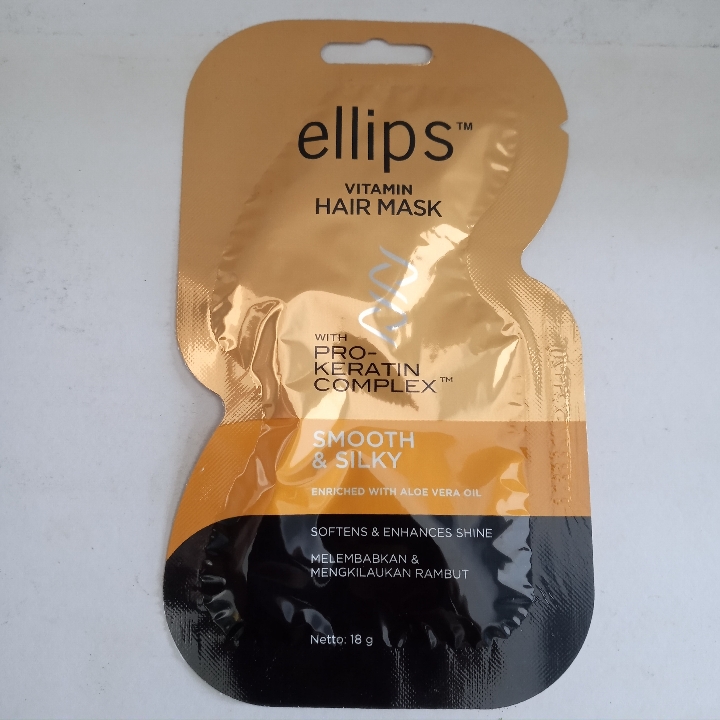 ellips™
VITAMIN
HAIR MASK
WITH
PRO-
KERATIN
COMPLEX™
SMOOTH
& SILKY
ENRICHED WITH ALOE VERA OIL
SOFTENS & ENHANCES SHINE
MELEMBABKAN &
MENGKILAUKAN RAMBUT
Netto: 18 g